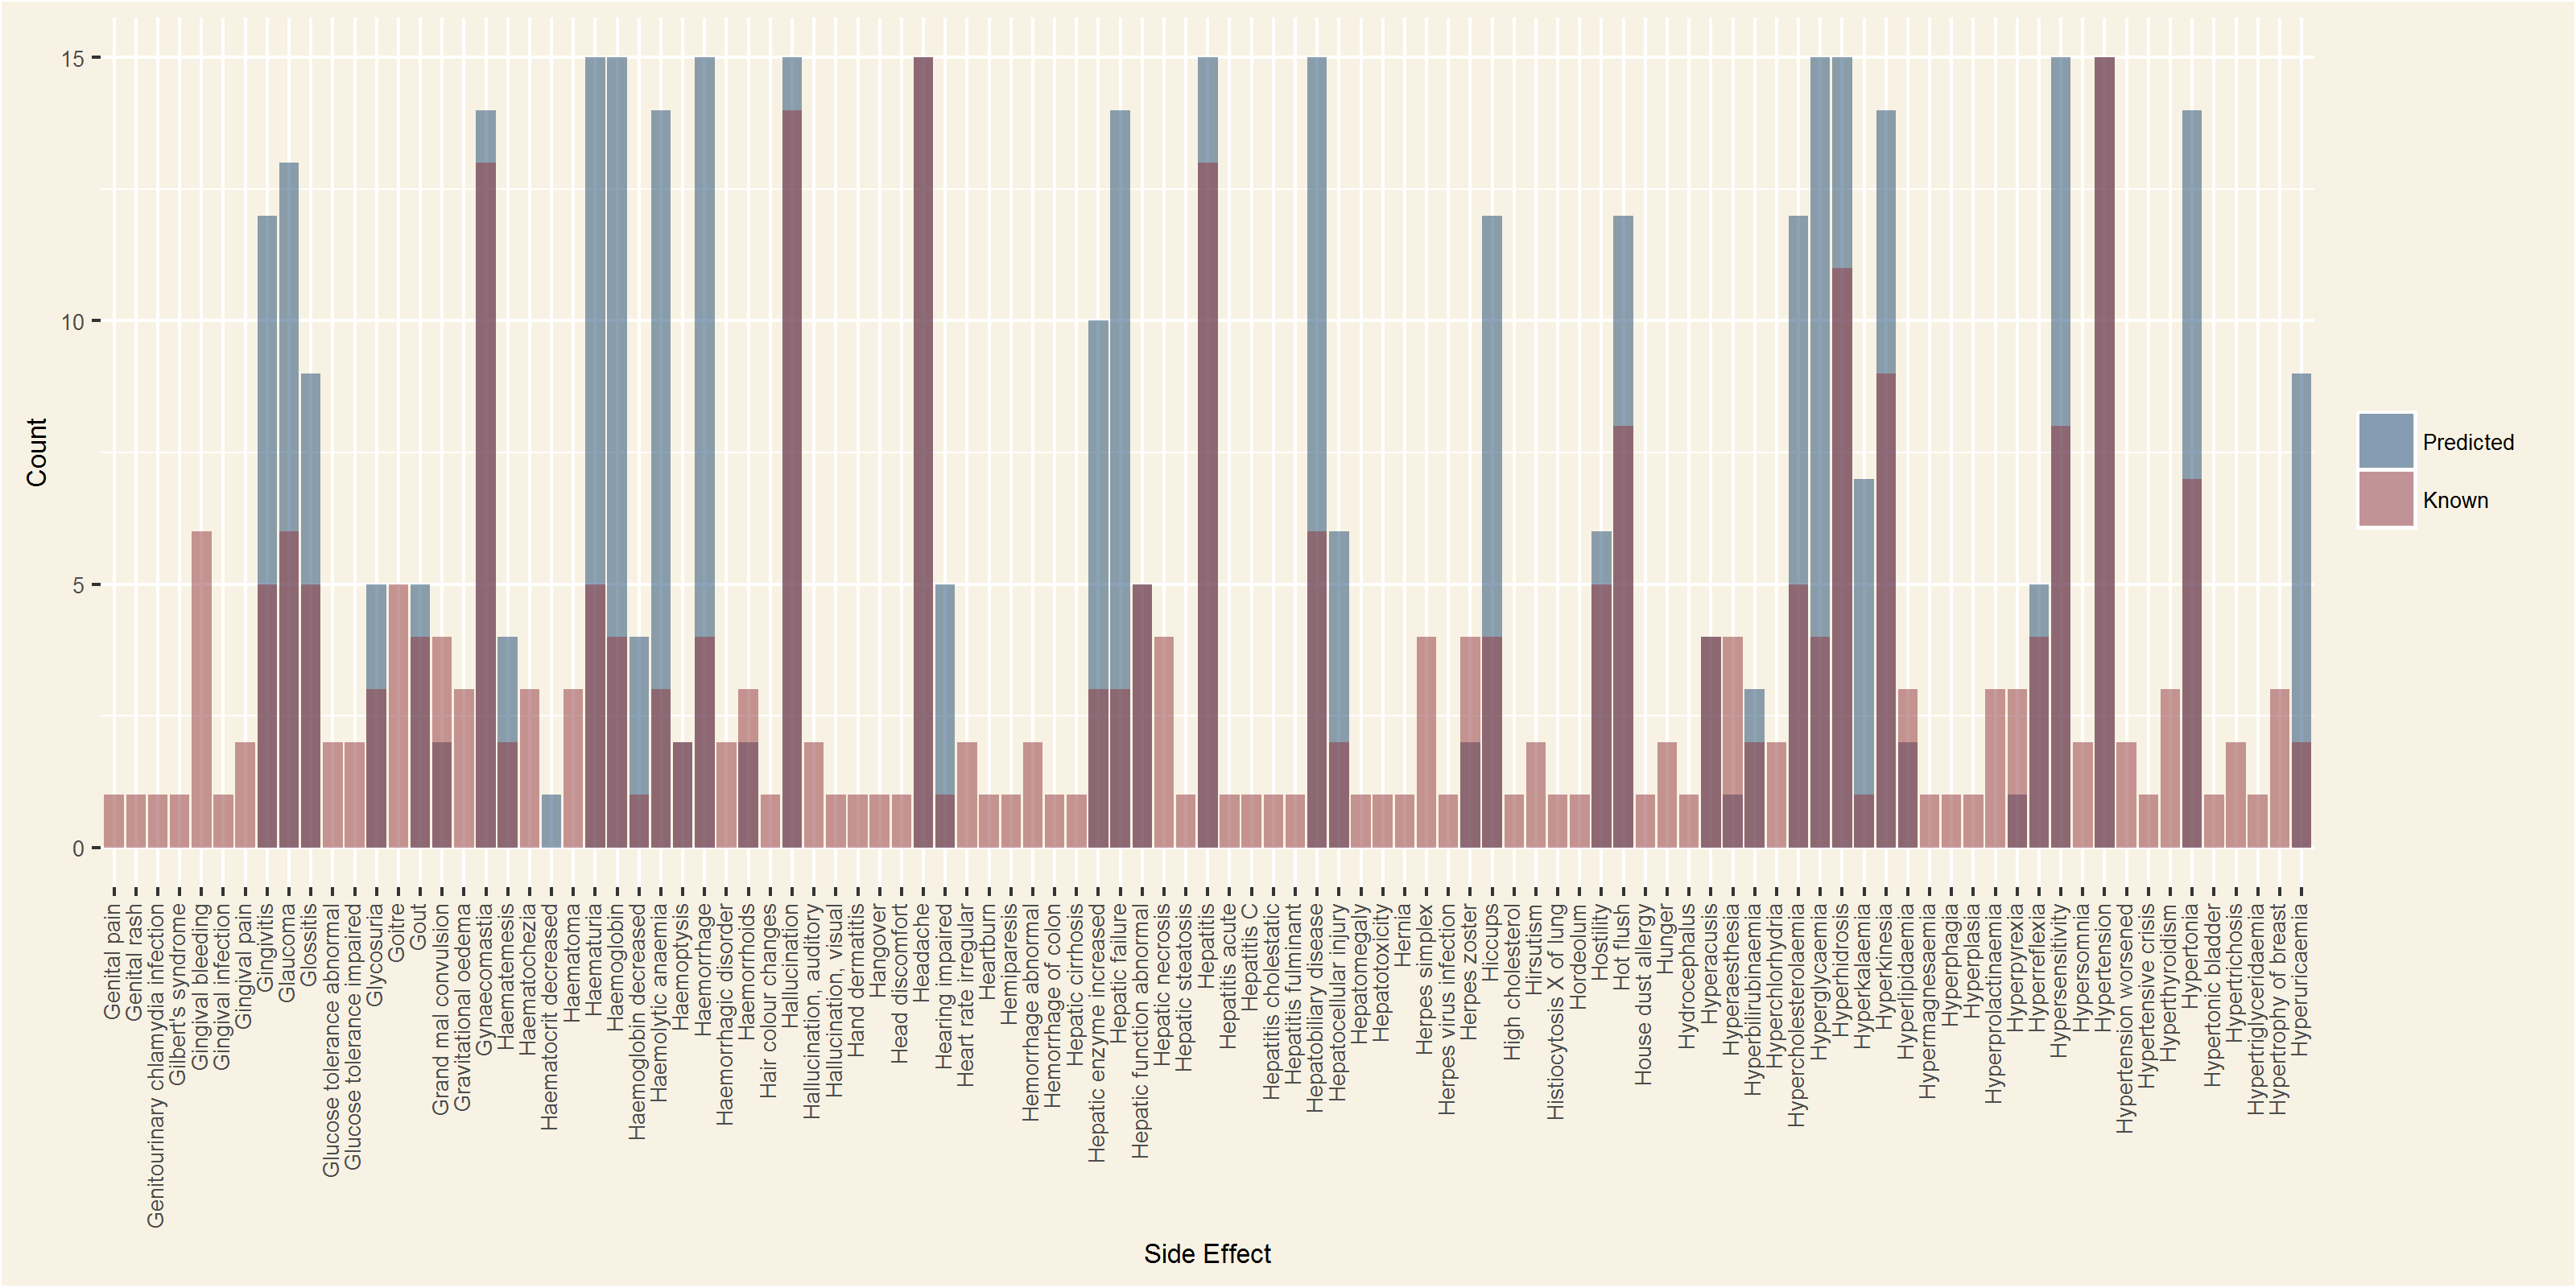 15
10
5
0
Count
Genital pain
Genital rash
Genitourinary chlamydia infection
Gilbert's syndrome
Gingival bleeding
Gingival infection
Gingival pain
Gingivitis
Glaucoma
Glossitis
Glucose tolerance abnormal
Glucose tolerance impaired
Glycosuria
Goitre
Gout
Grand mal convulsion
Gravitational oedema
Gynaecomastia
Haematemesis
Haematochezia
Haematocrit decreased
Haematoma
Haematuria
Haemoglobin
Haemoglobin decreased
Haemolytic anaemia
Haemoptysis
Haemorrhage
Haemorrhagic disorder
Haemorrhoids
Hair colour changes
Hallucination
Hallucination, auditory
Hallucination, visual
Hand dermatitis
Hangover
Head discomfort
Headache
Hearing impaired
Heart rate irregular
Heartburn
Hemiparesis
Hemorrhage abnormal
Hemorrhage of colon
Hepatic cirrhosis
Hepatic enzyme increased
Hepatic failure
Hepatic function abnormal
Hepatic necrosis
Hepatic steatosis
Hepatitis
Hepatitis acute
Hepatitis C
Hepatitis cholestatic
Hepatitis fulminant
Hepatobiliary disease
Hepatocellular injury
Hepatomegaly
Hepatotoxicity
Hernia
Herpes simplex
Herpes virus infection
Herpes zoster
Hiccups
High cholesterol
Hirsutism
Histiocytosis X of lung
Hordeolum
Hostility
Hot flush
House dust allergy
Hunger
Hydrocephalus
Hyperacusis
Hyperaesthesia
Hyperbilirubinaemia
Hyperchlorhydria
Hypercholesterolaemia
Hyperglycaemia
Hyperhidrosis
Hyperkalaemia
Hyperkinesia
Hyperlipidaemia
Hypermagnesaemia
Hyperphagia
Hyperplasia
Hyperprolactinaemia
Hyperpyrexia
Hyperreflexia
Hypersensitivity
Hypersomnia
Hypertension
Hypertension worsened
Hypertensive crisis
Hyperthyroidism
Hypertonia
Hypertonic bladder
Hypertrichosis
Hypertriglyceridaemia
Hypertrophy of breast
Hyperuricaemia
Side Effect
Predicted
Known